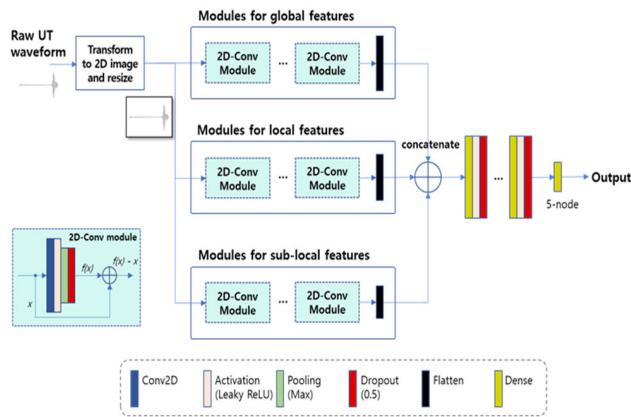 Modules for global features
Raw UT
waveform
Transform
to 2D image
and resize
2D-Conv
Module
...
2D-Conv
Module
Modules for local features
2D-Conv
Module
...
2D-Conv
Module
concatenate
...
5-node
Output
2D-Conv module
f(x)
f(x) - x
x
Modules for sub-local features
2D-Conv
Module
...
2D-Conv
Module
Conv2D
Activation
(Leaky ReLU)
Pooling
(Max)
Dropout
(0.5)
Flatten
Dense